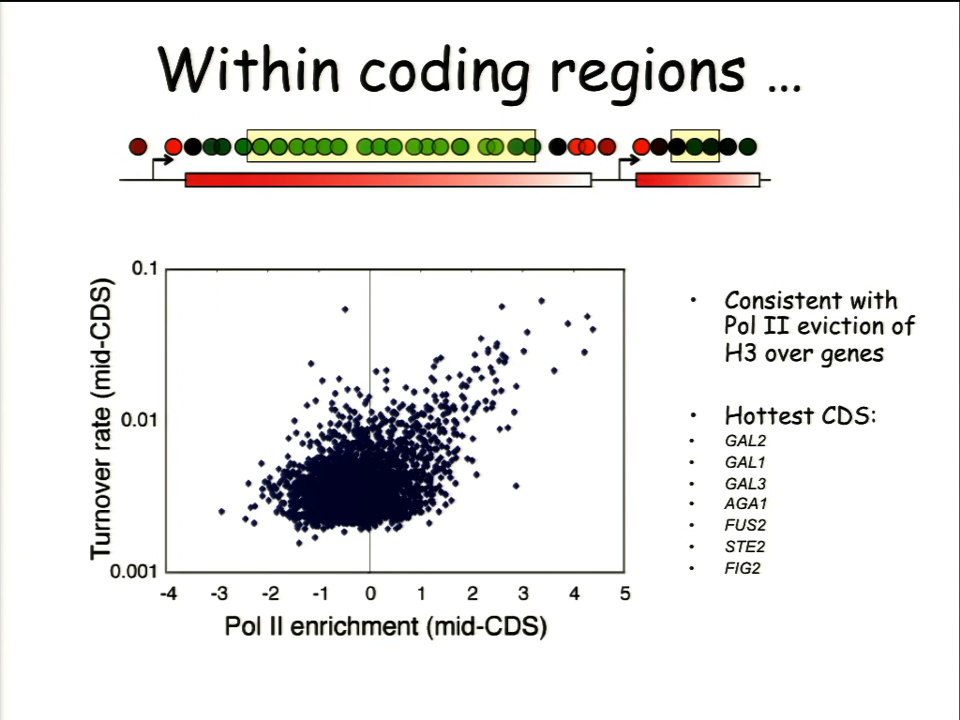 Within coding regions ...
0.1
0.01
0.001
Turnover rate (mid-CDS)
-4 -3 -2 -1 0 1 2 3 4 5
Pol II enrichment (mid-CDS)
• Consistent with
Pol II eviction of
H3 over genes
• Hottest CDS:
• GAL2
• GAL1
• GAL3
• AGA1
• FUS2
• STE2
• FIG2